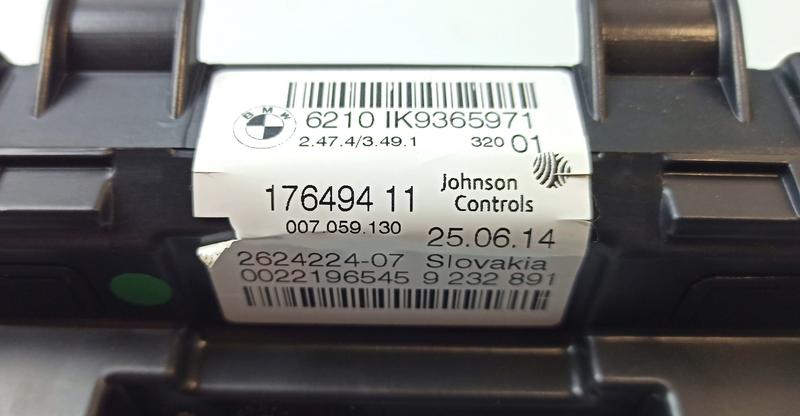 BMW
6210 IK9365971
2.47.4/3.49.1 320 01
176494 11 Johnson Controls
007.059.130 25.06.14
2624224-07 Slovakia
0022196545 9 232 891